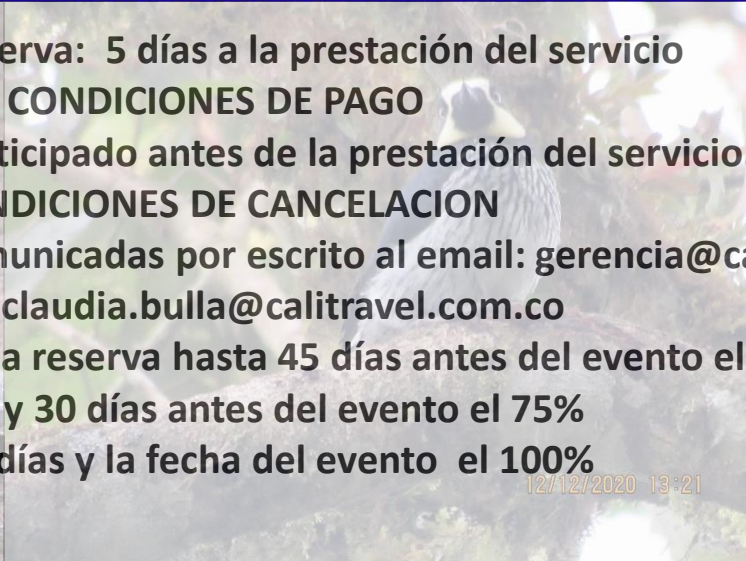 erva: 5 días a la prestación del servicio
CONDICIONES DE PAGO
ticipado antes de la prestación del servicio
NDICIONES DE CANCELACION
municadas por escrito al email: gerencia@ca
claudia.bulla@calitravel.com.co
a reserva hasta 45 días antes del evento el
y 30 días antes del evento el 75%
días y la fecha del evento el 100%
12/12/2020 13:21